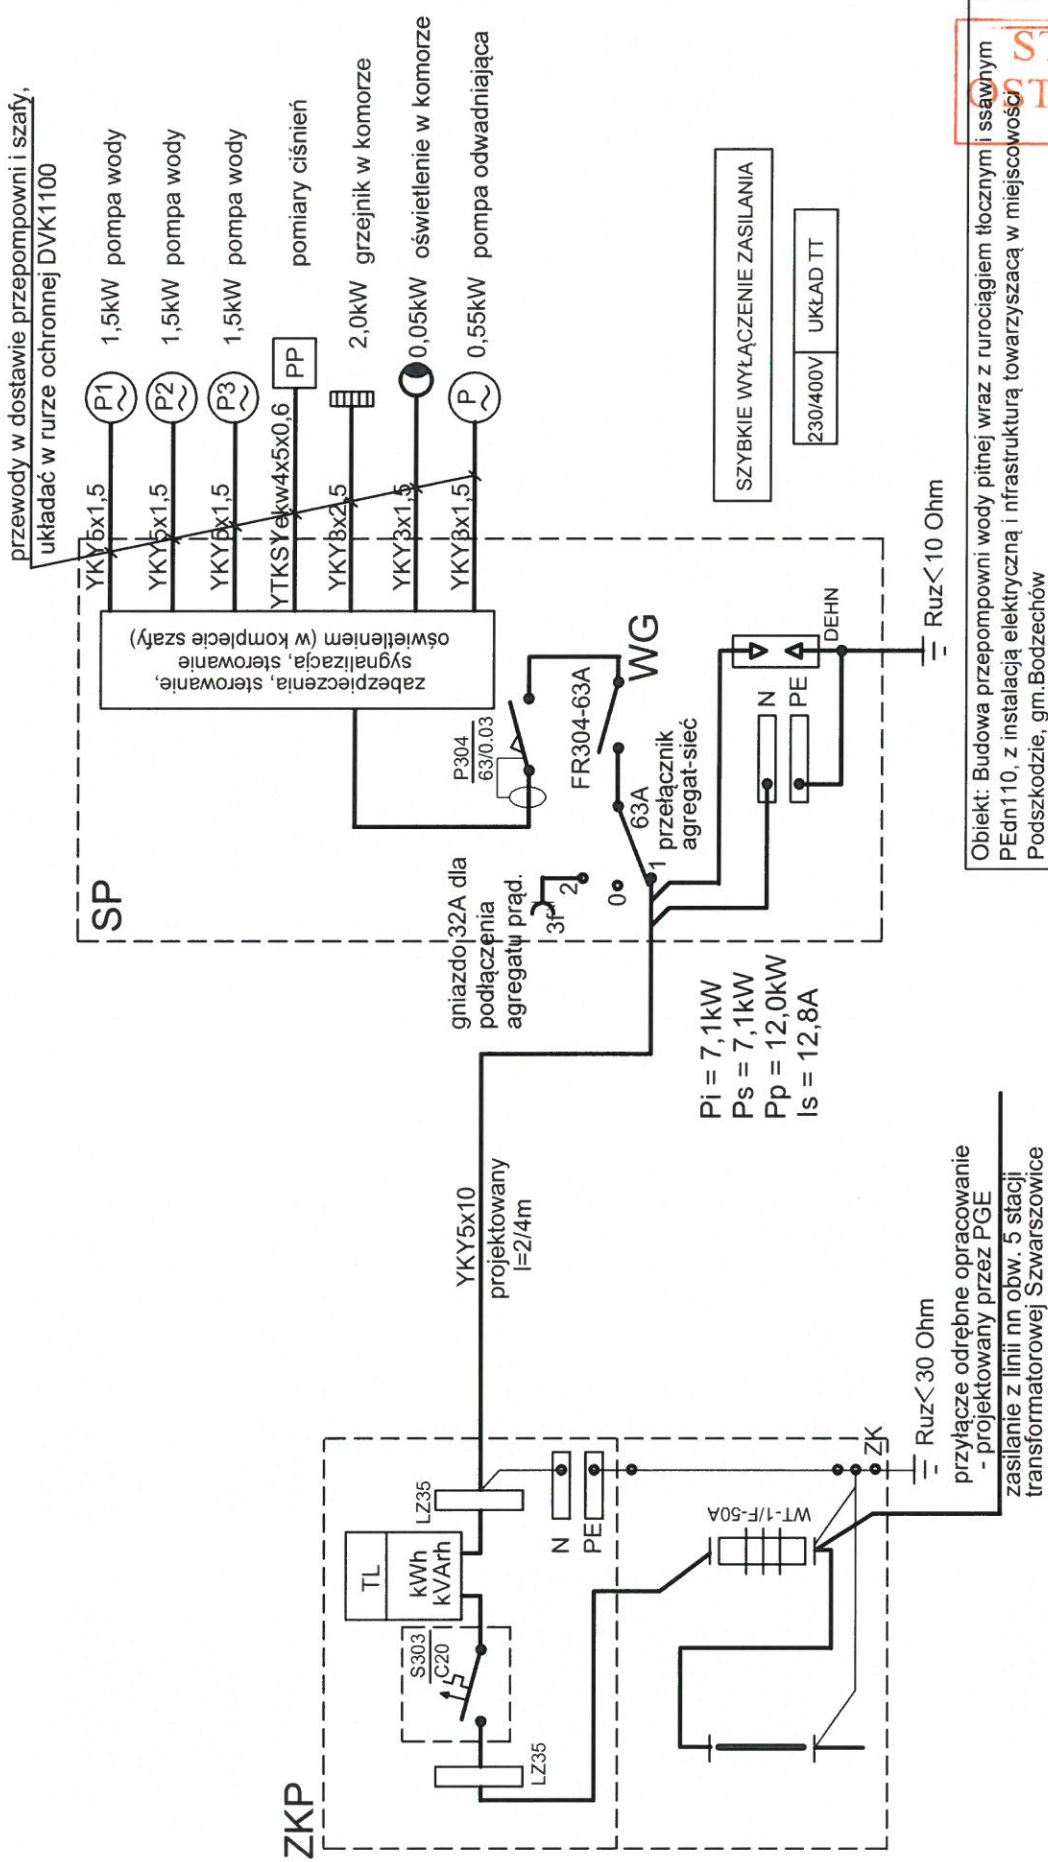 przewody w dostawie przepompowni i szafy,
układać w rurze ochronnej DVK1100
YKY5x1,5
P1
1,5kW pompa wody
YKY5x1,5
P2
1,5kW pompa wody
YKY5x1,5
P3
1,5kW pompa wody
YTKSYekw4x5x0,6
PP
pomiary ciśnień
YKY3x2,5
2,0kW grzejnik w komorze
YKY3x1,5
0,05kW oświetlenie w komorze
YKY3x1,5
P
0,55kW pompa odwadniająca
SP
zabezpieczenia, sterowanie,
sygnalizacja, sterowanie
oświetleniem (w komplecie szafy)
P304
63/0.03
FR304-63A
WG
gniazdo 32A dla
podłączenia
agregatu prąd.
3f
2
0
1
63A
przełącznik
agregat-sieć
N
PE
DEHN
Ruz<10 Ohm
SZYBKIE WYŁĄCZENIE ZASILANIA
230/400V
UKŁAD TT
Pi = 7,1kW
Ps = 7,1kW
Pp = 12,0kW
Is = 12,8A
YKY5x10
projektowany
l=2/4m
ZKP
TL
kWh
kVArh
LZ35
S303
C20
LZ35
N
PE
WT-1/F-50A
ZK
Ruz<30 Ohm
przyłącze odrębne opracowanie
- projektowany przez PGE
zasilanie z linii nn obw. 5 stacji
transformatorowej Szwarszowice
Obiekt: Budowa przepompowni wody pitnej wraz z rurociągiem tłocznym i ssawnym
PEdn110, z instalacją elektryczną i nfrastrukturą towarzyszacą w miejscowości
Podszkodzie, gm.Bodzechów
ST
OST